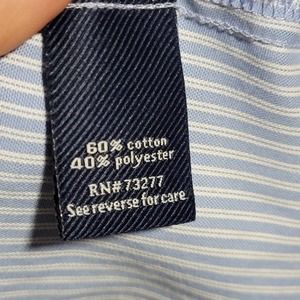 60% cotton
40% polyester
RN#73277
See reverse for care